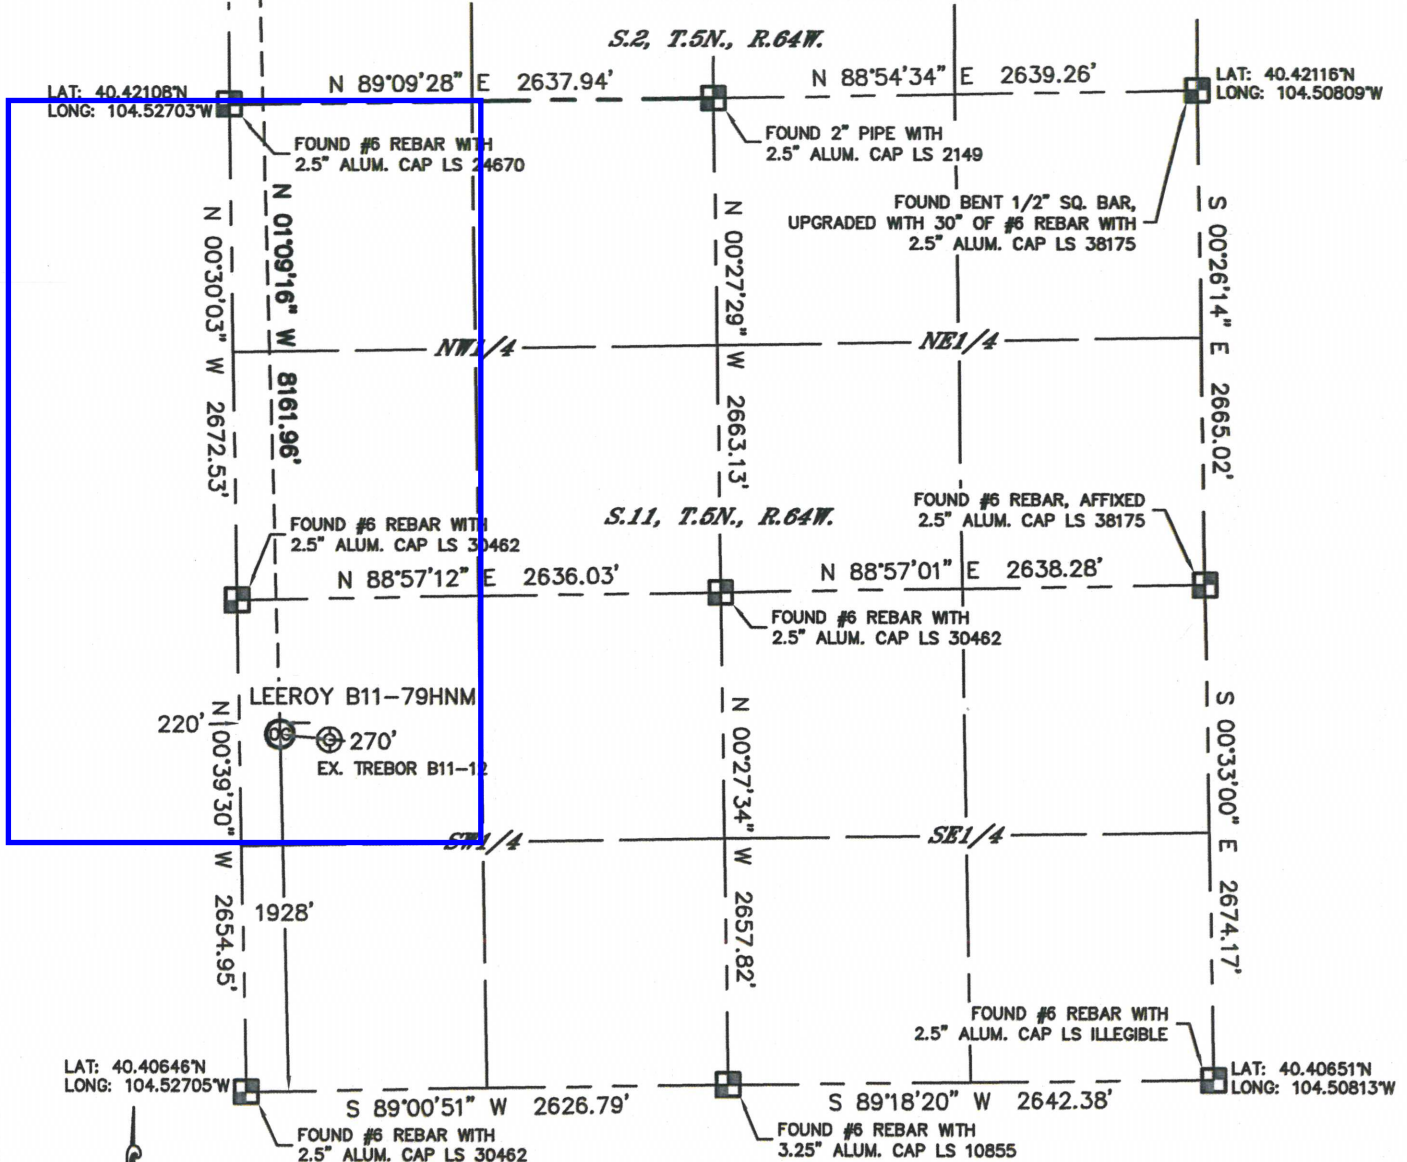 S.2, T.5N., R.64W.
N 89°09'28" E 2637.94'
N 88°54'34" E 2639.26'
LAT: 40.42108°N
LONG: 104.52703°W
LAT: 40.42116°N
LONG: 104.50809°W
FOUND #6 REBAR WITH
2.5" ALUM. CAP LS 24670
FOUND 2" PIPE WITH
2.5" ALUM. CAP LS 2149
FOUND BENT 1/2" SQ. BAR,
UPGRADED WITH 30" OF #6 REBAR WITH
2.5" ALUM. CAP LS 38175
N 00°30'03" W 2672.53'
N 01°09'16" W 8161.96'
N 00°27'29" W 2663.13'
S 00°26'14" E 2665.02'
NW1/4
NE1/4
S.11, T.5N., R.64W.
FOUND #6 REBAR WITH
2.5" ALUM. CAP LS 30462
FOUND #6 REBAR, AFFIXED
2.5" ALUM. CAP LS 38175
N 88°57'12" E 2636.03'
N 88°57'01" E 2638.28'
FOUND #6 REBAR WITH
2.5" ALUM. CAP LS 30462
LEEROY B11-79HNM
220'
OG
270'
EX. TREBOR B11-12
N 00°39'30" W 2654.95'
N 00°27'34" W 2657.82'
S 00°33'00" E 2674.17'
SW1/4
SE1/4
1928'
FOUND #6 REBAR WITH
2.5" ALUM. CAP LS ILLEGIBLE
LAT: 40.40646°N
LONG: 104.52705°W
LAT: 40.40651°N
LONG: 104.50813°W
S 89°00'51" W 2626.79'
S 89°18'20" W 2642.38'
FOUND #6 REBAR WITH
2.5" ALUM. CAP LS 30462
FOUND #6 REBAR WITH
3.25" ALUM. CAP LS 10855